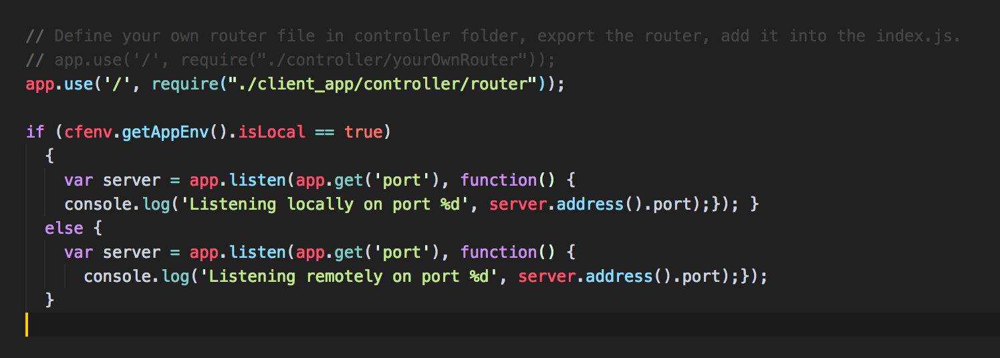 // Define your own router file in controller folder, export the router, add it into the index.js.
// app.use('/', require("./controller/yourOwnRouter"));
app.use('/', require("./client_app/controller/router"));
if (cfenv.getAppEnv().isLocal == true)
{
var server = app.listen(app.get('port'), function() {
console.log('Listening locally on port %d', server.address().port);}); }
else {
var server = app.listen(app.get('port'), function() {
console.log('Listening remotely on port %d', server.address().port);});
}